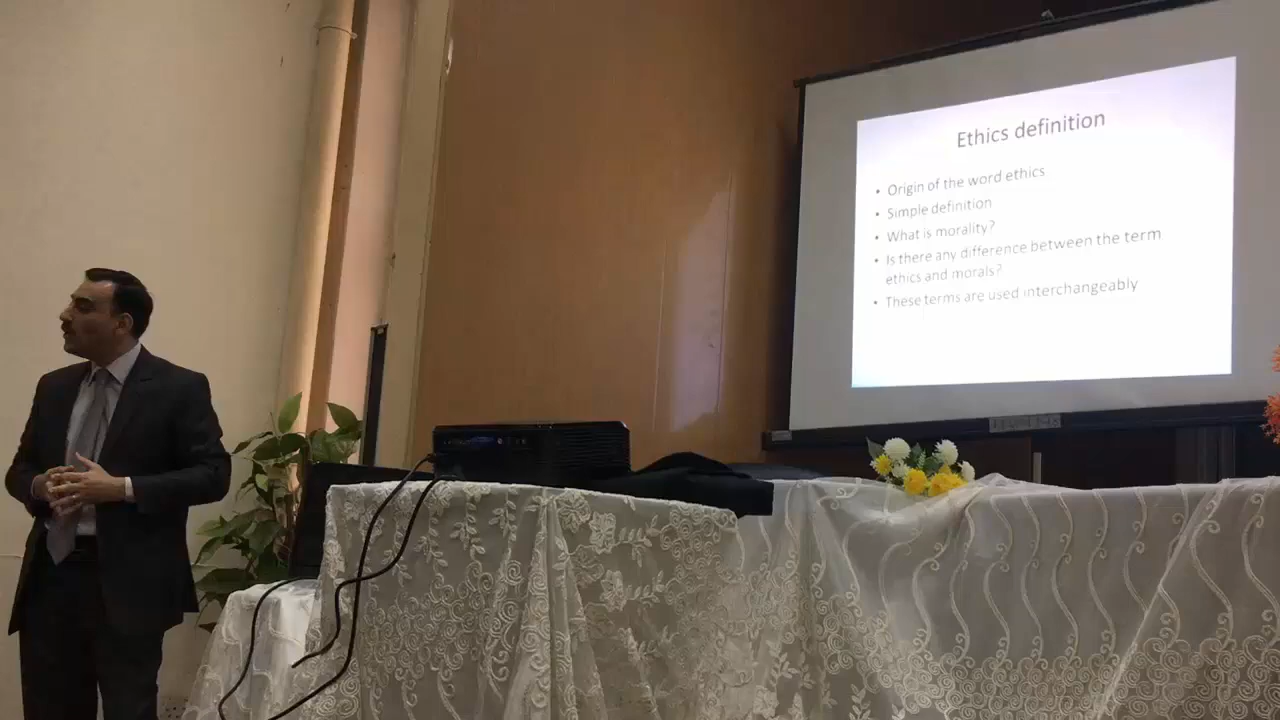 Ethics definition
• Origin of the word ethics
• Simple definition
• What is morality?
• Is there any difference between the term
ethics and morals?
• These terms are used interchangeably